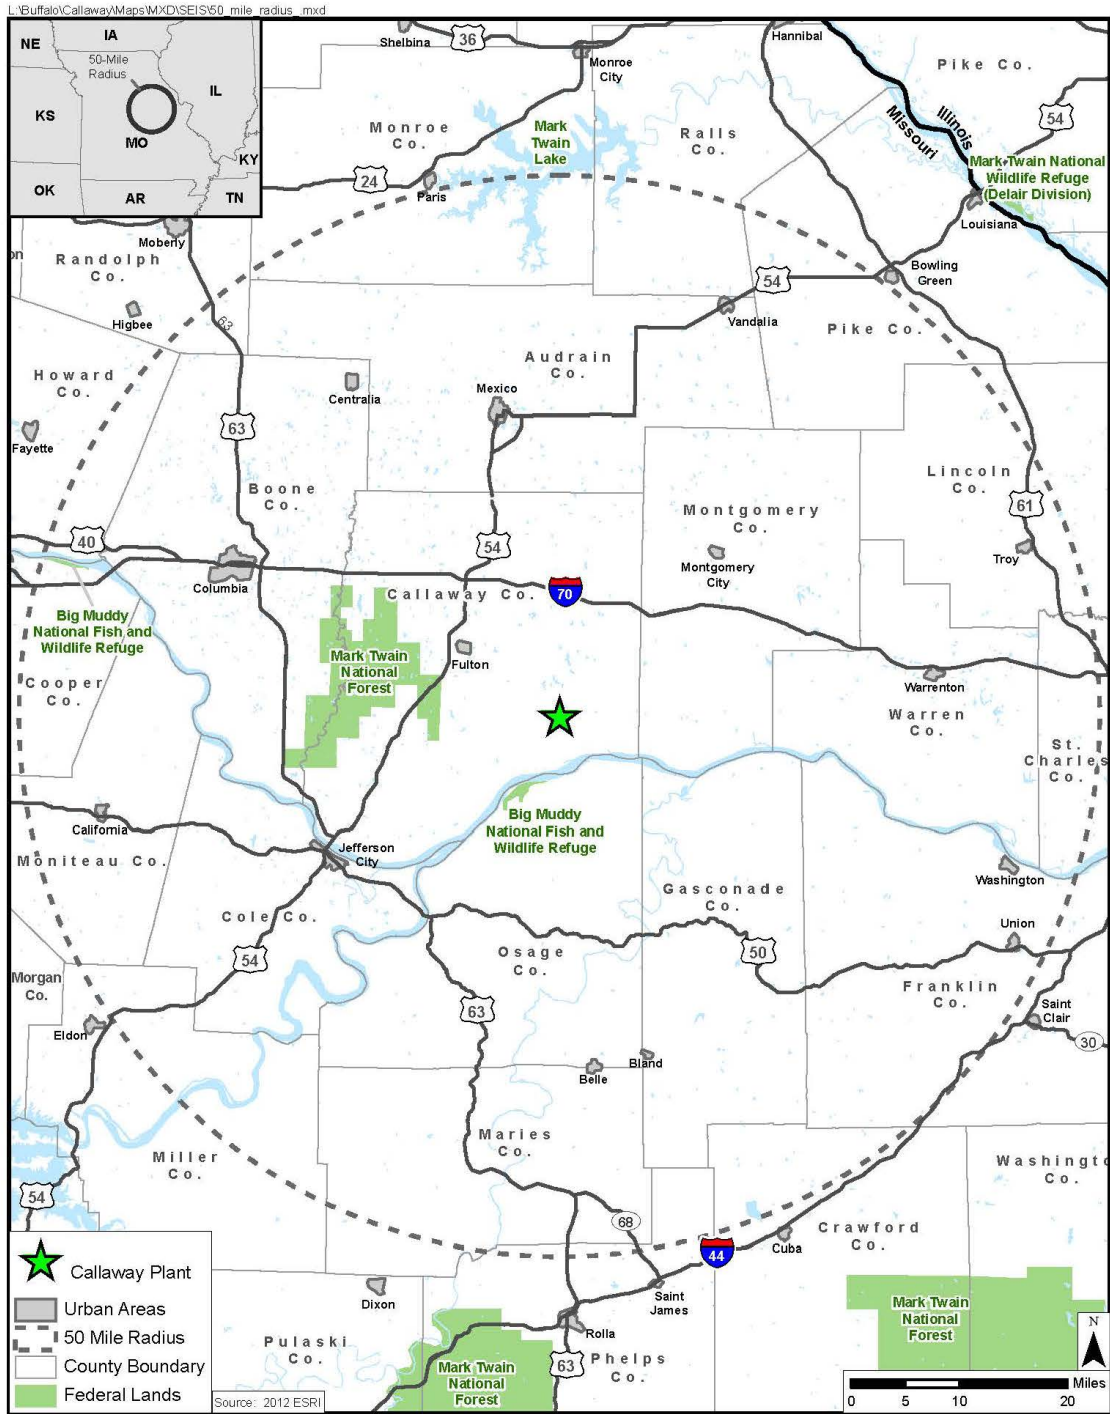 L:\Buffalo\Callaway\Maps\MXD\SEIS\50_mile_radius_.mxd
NE
IA
50-Mile
Radius
IL
KS
MO
KY
OK
AR
TN
Shelbina
36
Monroe
City
Hannibal
Pike Co.
54
Monroe
Co.
Mark
Twain
Lake
Ralls
Co.
Illinois
Missouri
Mark Twain National
Wildlife Refuge
(Delair Division)
24
Paris
Louisiana
Moberly
on
Randolph
Co.
Bowling
Green
54
Higbee
63
Vandalia
Pike Co.
Audrain
Co.
Howard
Co.
Centralia
Mexico
63
Fayette
Lincoln
Co.
Boone
Co.
Montgomery
Co.
61
40
54
Troy
Montgomery
City
Columbia
Callaway Co.
70
Big Muddy
National Fish and
Wildlife Refuge
Fulton
Mark Twain
National
Forest
Cooper
Co.
Warrenton
Warren
Co.
St.
Charles
Co.
California
Big Muddy
National Fish and
Wildlife Refuge
Jefferson
City
Moniteau Co.
Washington
Gasconade
Co.
Cole Co.
Union
54
Osage
Co.
50
Morgan
Co.
Franklin
Co.
63
Saint
Clair
Eldon
30
Bland
Belle
Maries
Co.
Miller
Co.
Washingto
Co.
54
68
Crawford
Co.
44
Cuba
Callaway Plant
Urban Areas
50 Mile Radius
County Boundary
Federal Lands
Source: 2012 ESRI
Dixon
Saint
James
Rolla
Pulaski
Co.
63
Phelps
Co.
Mark Twain
National
Forest
Mark Twain
National
Forest
N
Miles
0 5 10 20